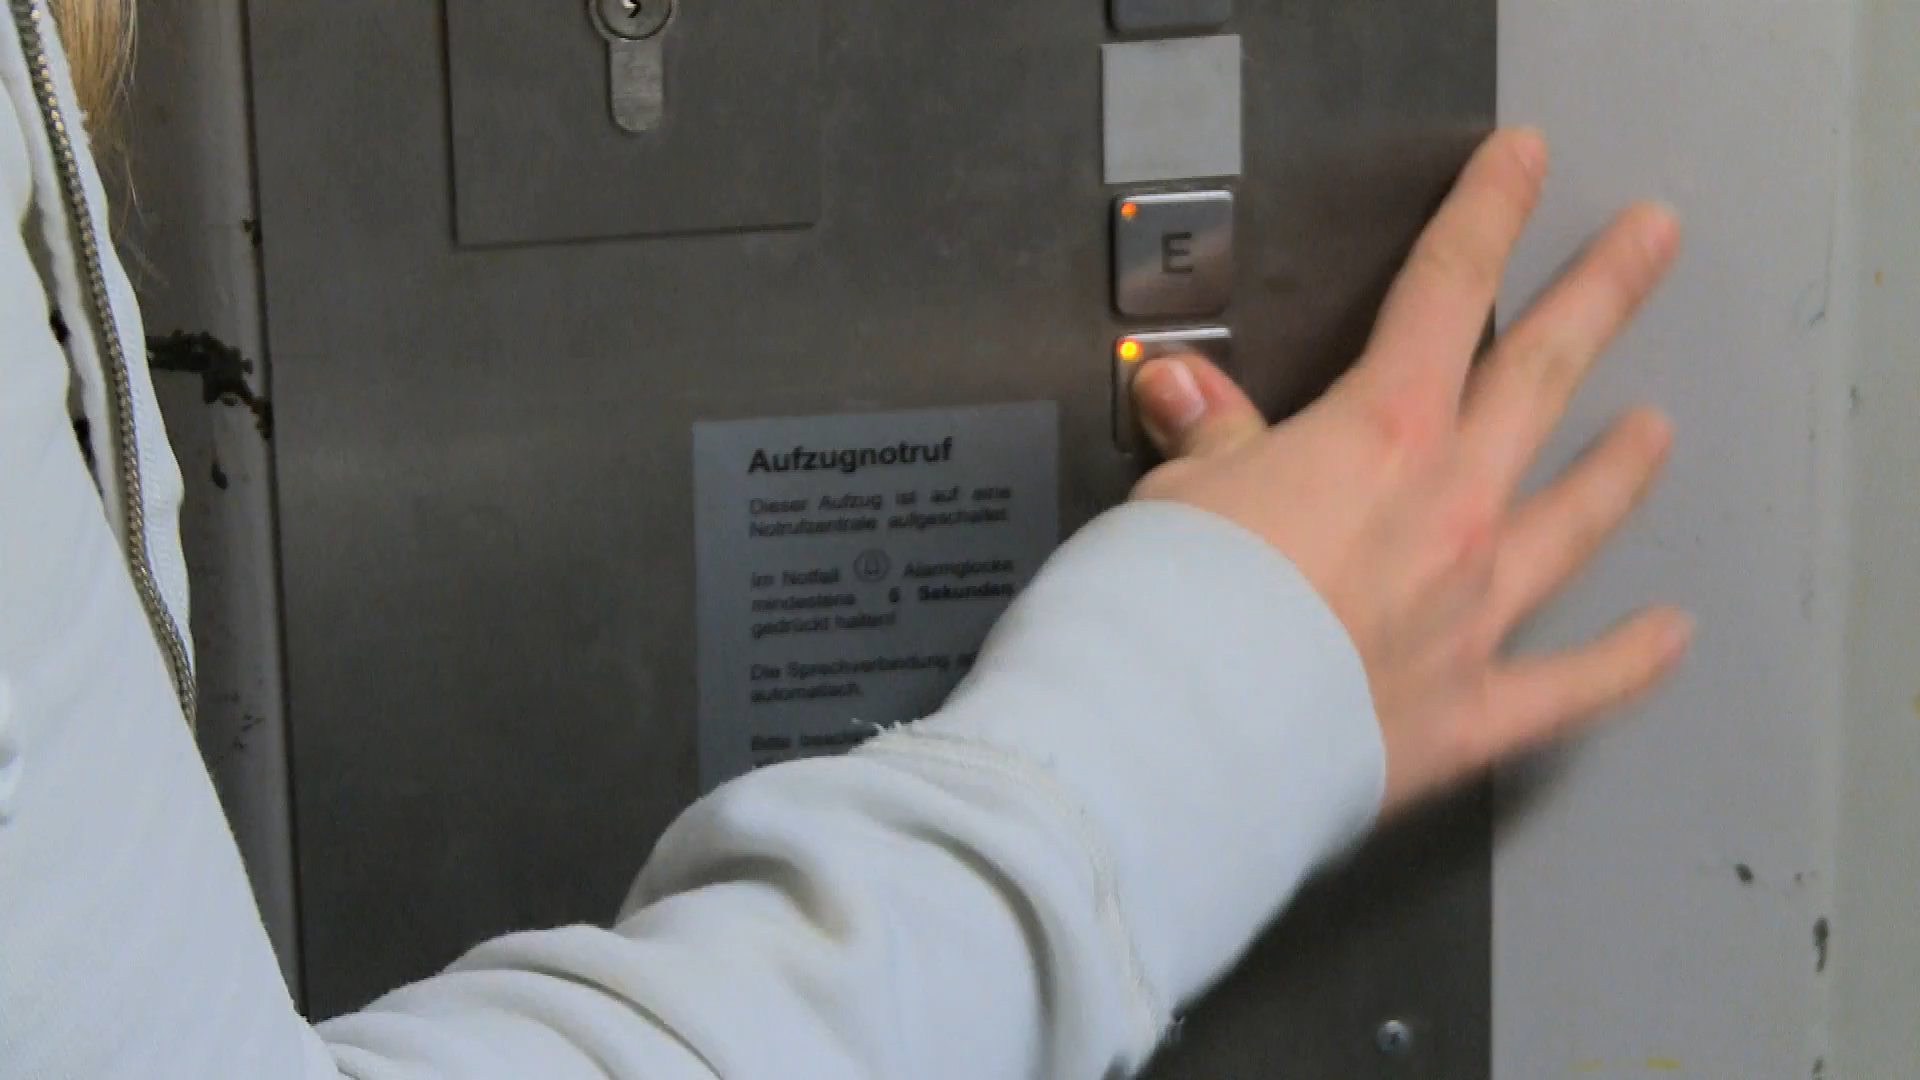 E
Aufzugnotruf
Dieser Aufzug ist auf eine
Notrufzentrale aufgeschaltet.
Im Notfall Alarmglocke
mindestens 6 Sekunden
gedrückt halten!
Die Sprachverbindung
automatisch.
Bitte